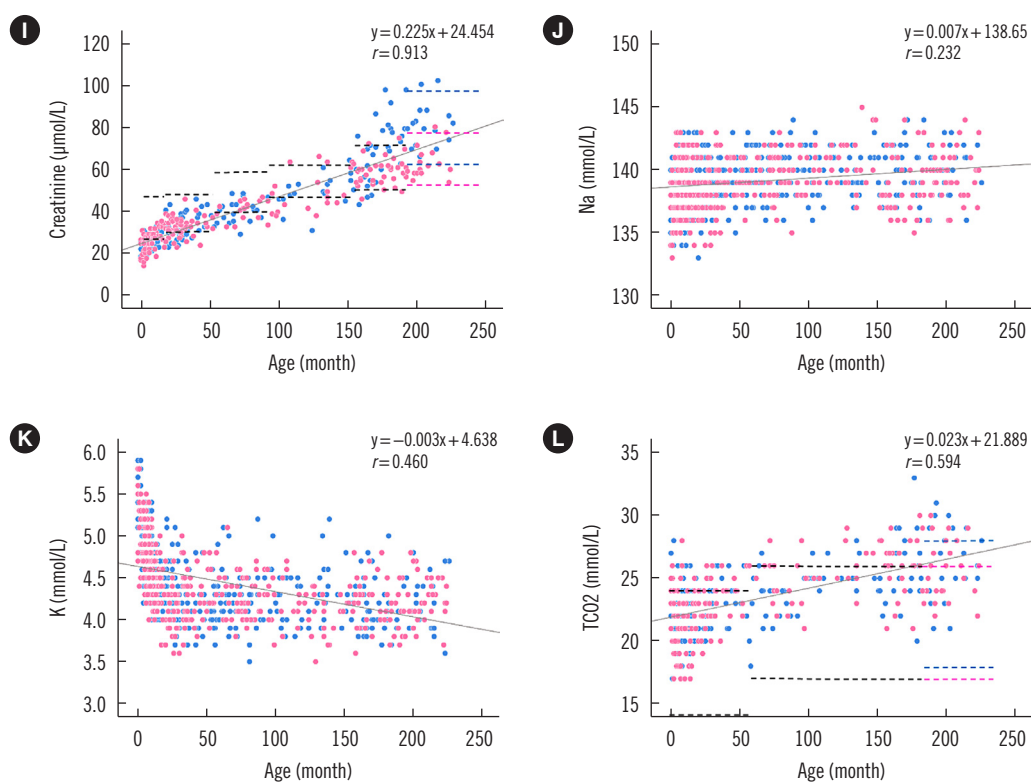 I
y=0.225x+24.454
r=0.913
120
100
80
60
40
20
0
Creatinine (µmol/L)
0 50 100 150 200 250
Age (month)
J
y=0.007x+138.65
r=0.232
150
145
140
135
130
Na (mmol/L)
0 50 100 150 200 250
Age (month)
K
y=−0.003x+4.638
r=0.460
6.0
5.5
5.0
4.5
4.0
3.5
3.0
K (mmol/L)
0 50 100 150 200 250
Age (month)
L
y=0.023x+21.889
r=0.594
35
30
25
20
15
TCO2 (mmol/L)
0 50 100 150 200 250
Age (month)